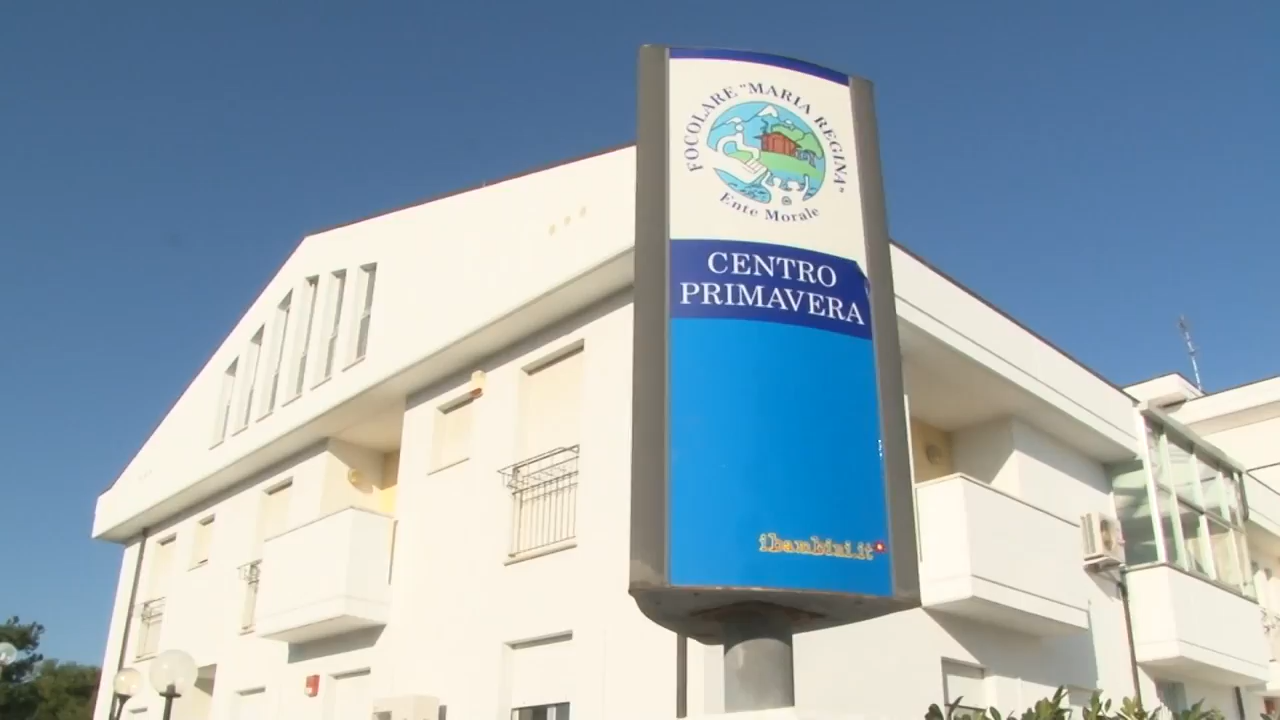 FOCOLARE "MARIA REGINA"
Ente Morale
CENTRO
PRIMAVERA
ibambini.it